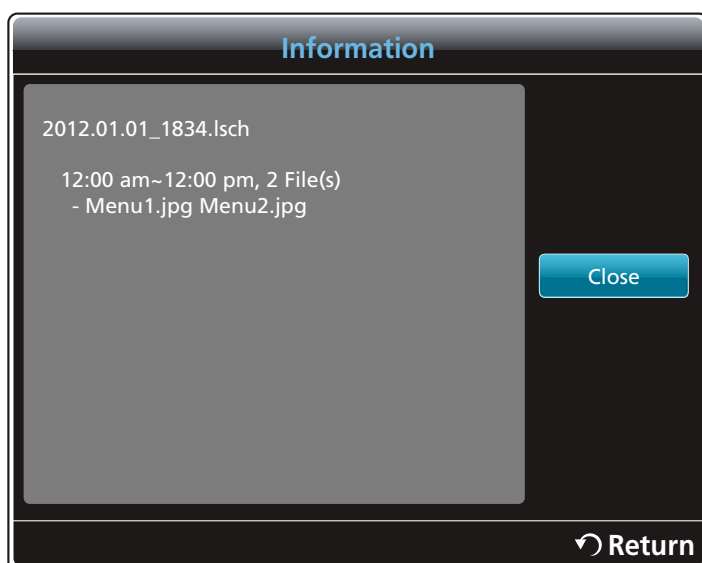 Information
2012.01.01_1834.lsch
12:00 am~12:00 pm, 2 File(s)
- Menu1.jpg Menu2.jpg
Close
Return